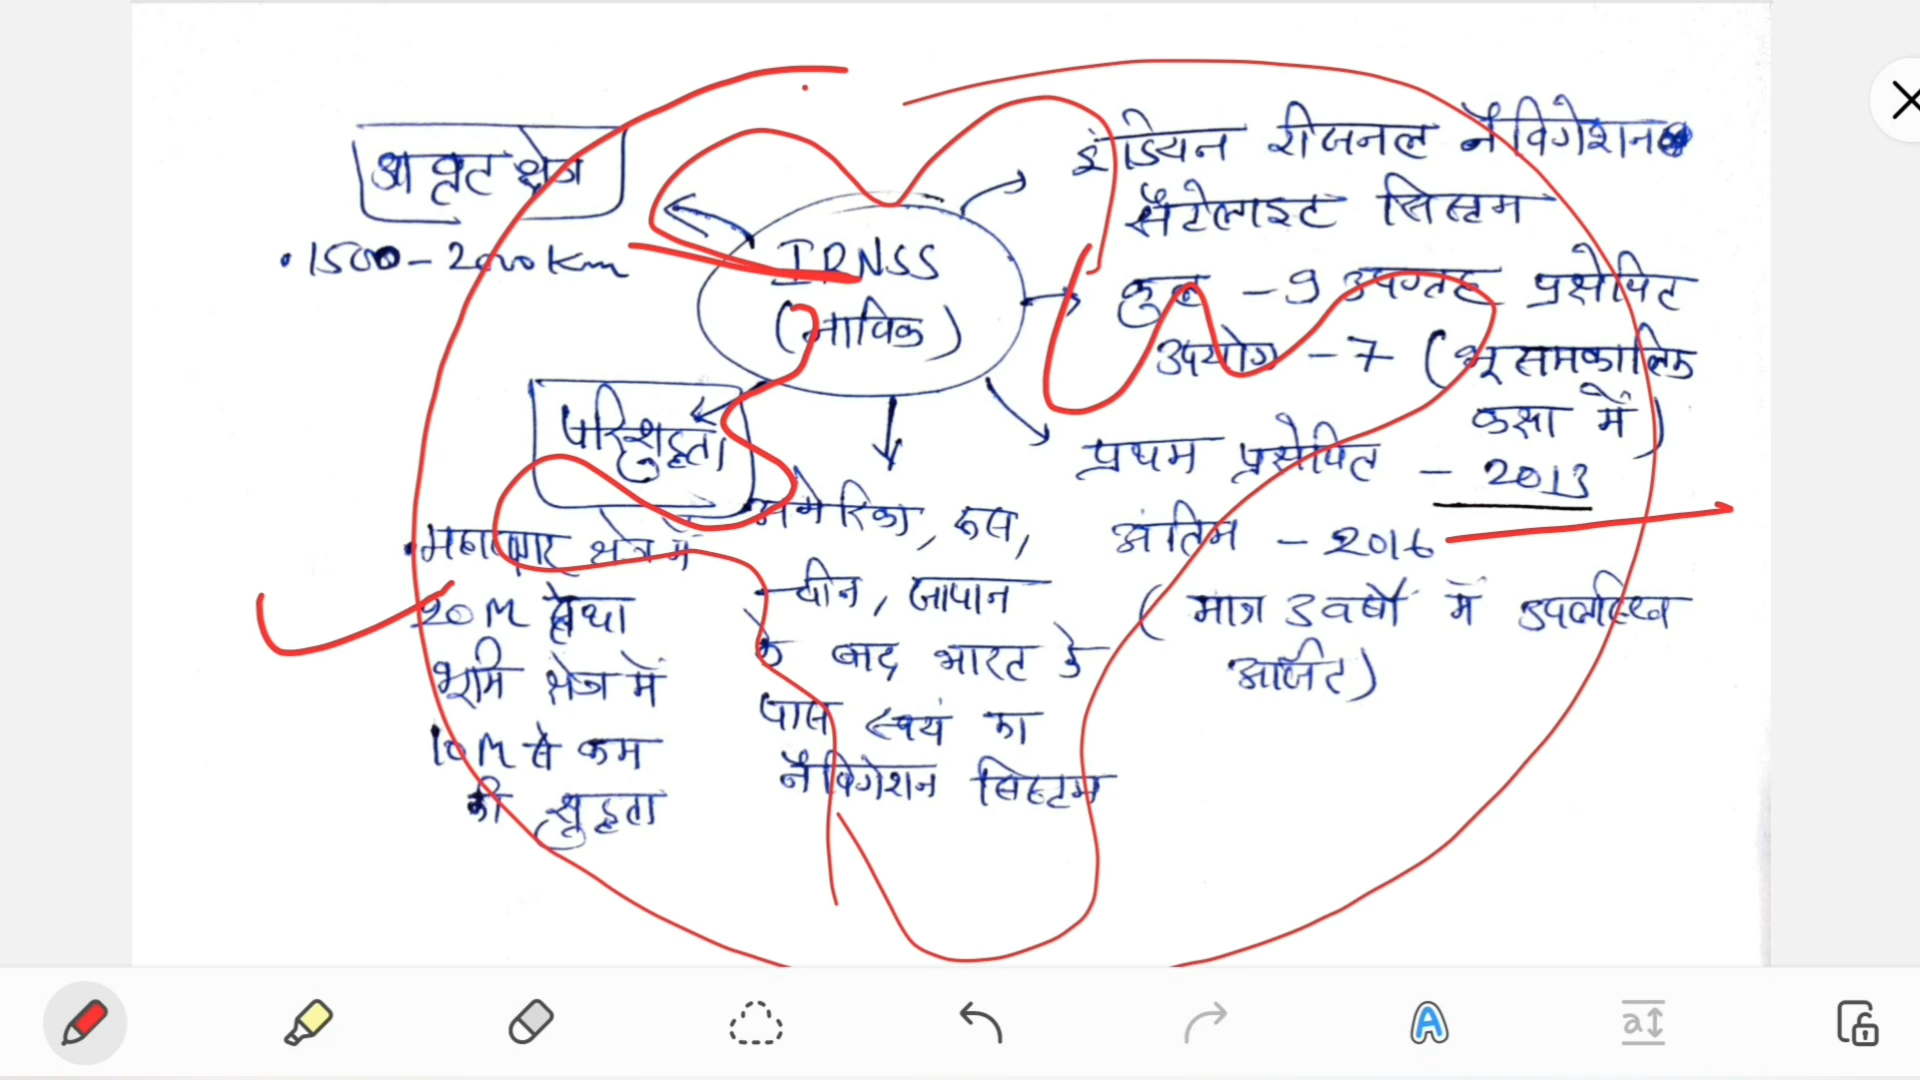 आवृत क्षेत्र
• 1500 - 2000 Km
IRNSS
(नाविक)
इंडियन रीजनल नैविगेशन
सैटेलाइट सिस्टम
कुल - 9 उपग्रह प्रक्षेपित
उपयोग - 7 (भूसमकालिक
कक्षा में)
प्रथम प्रक्षेपित - 2013
अंतिम - 2016
(मात्र 3 वर्षों में उपलब्धि
अर्जित)
अमेरिका, रूस,
चीन, जापान
के बाद भारत के
पास स्वयं का
नैविगेशन सिस्टम
परिशुद्धता
• महासागर क्षेत्र में
20M तथा
भूमि क्षेत्र में
10M से कम
की शुद्धता